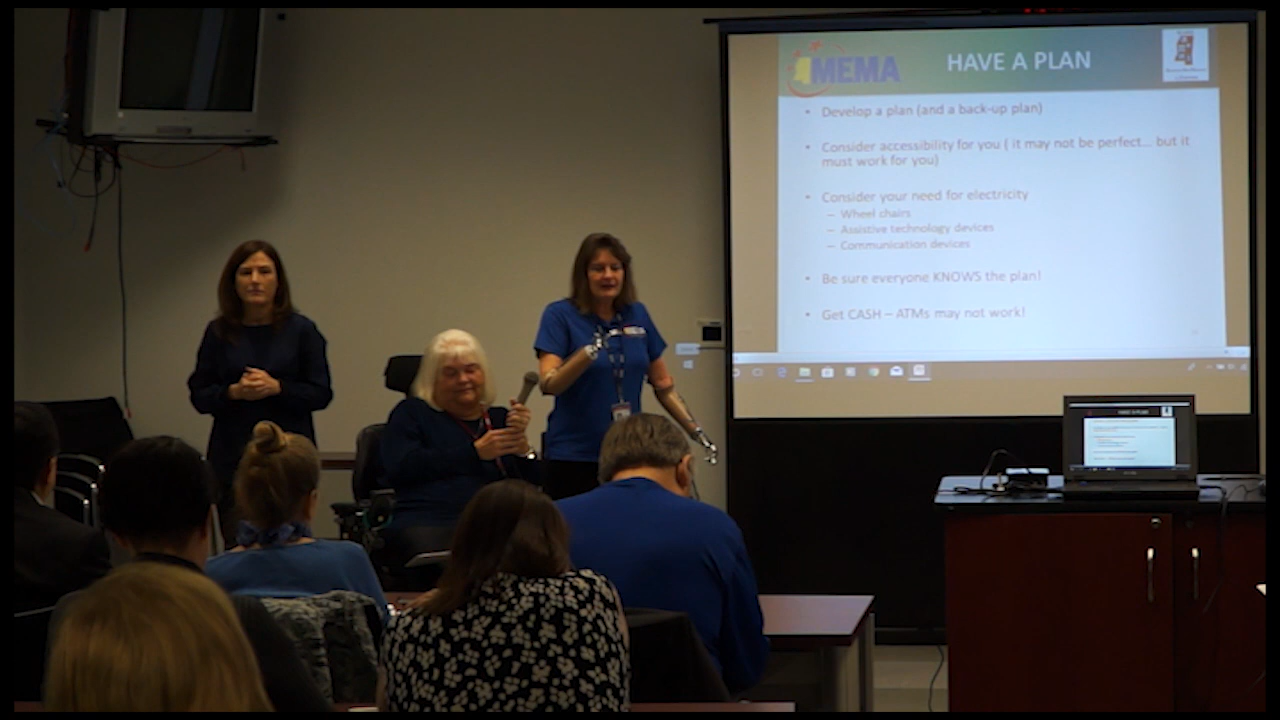 MEMA
HAVE A PLAN
• Develop a plan (and a back-up plan)
• Consider accessibility for you ( it may not be perfect... but it
must work for you)
• Consider your need for electricity
– Wheel chairs
– Assistive technology devices
– Communication devices
• Be sure everyone KNOWS the plan!
• Get CASH – ATMs may not work!
HAVE A PLAN